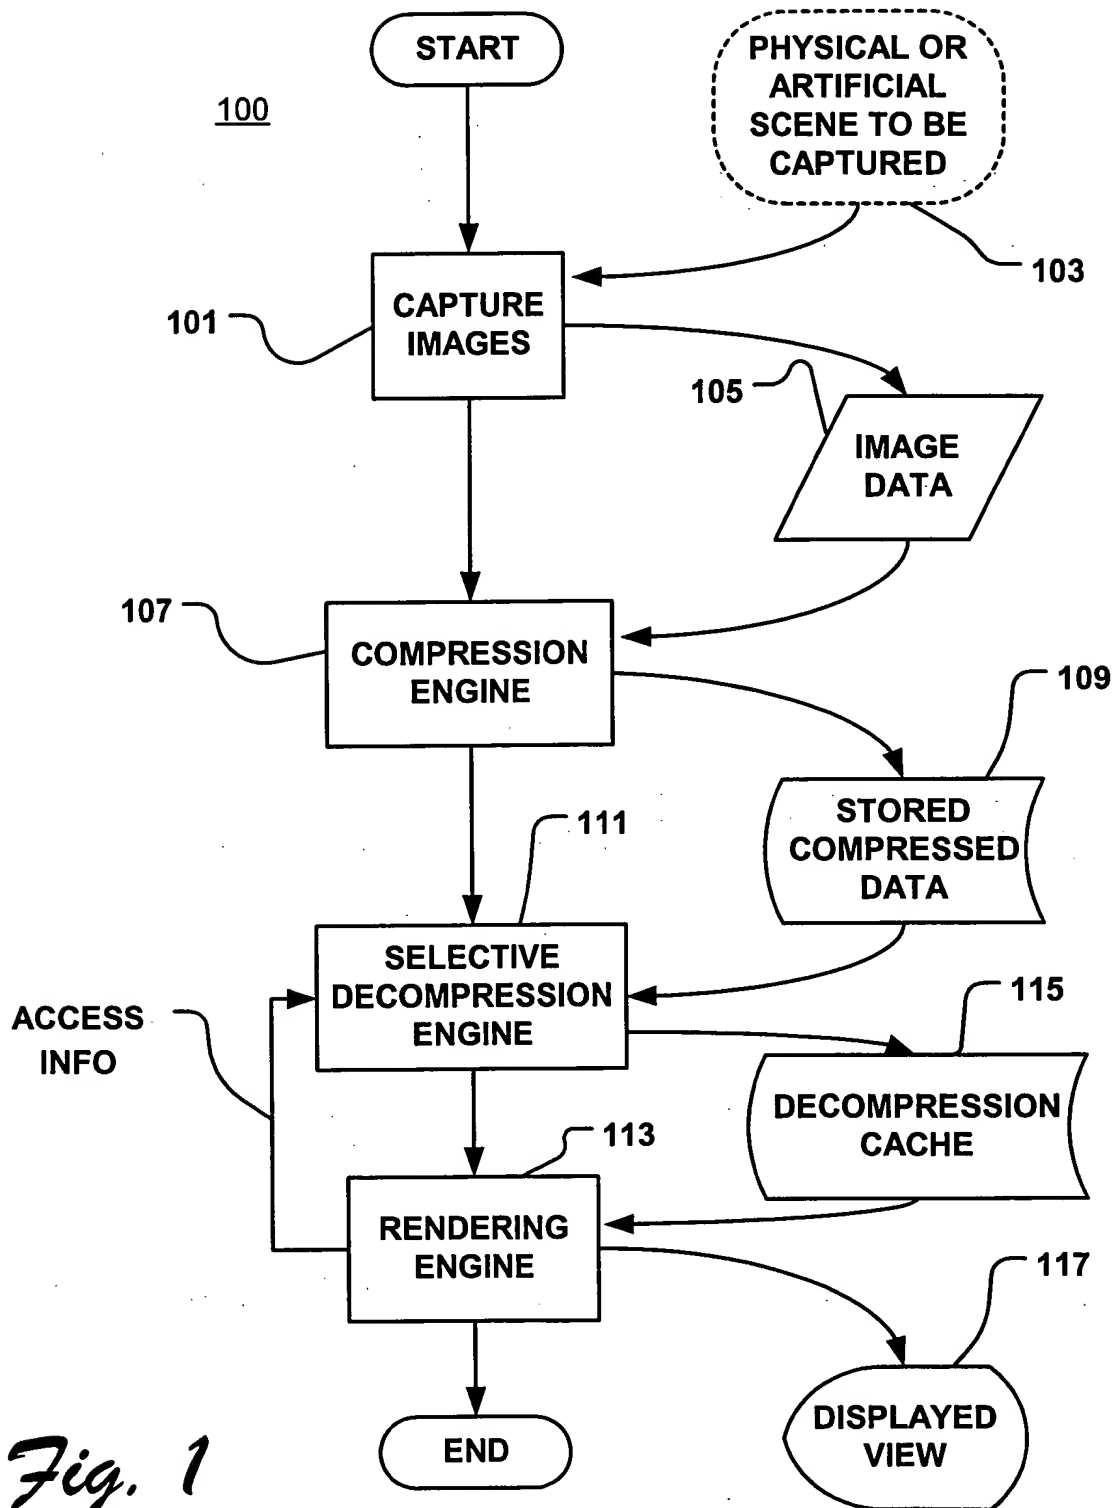 START
PHYSICAL OR
ARTIFICIAL
SCENE TO BE
CAPTURED
100
103
CAPTURE
IMAGES
101
105
IMAGE
DATA
107
COMPRESSION
ENGINE
109
STORED
COMPRESSED
DATA
111
SELECTIVE
DECOMPRESSION
ENGINE
ACCESS
INFO
115
DECOMPRESSION
CACHE
113
RENDERING
ENGINE
117
DISPLAYED
VIEW
END
Fig. 1